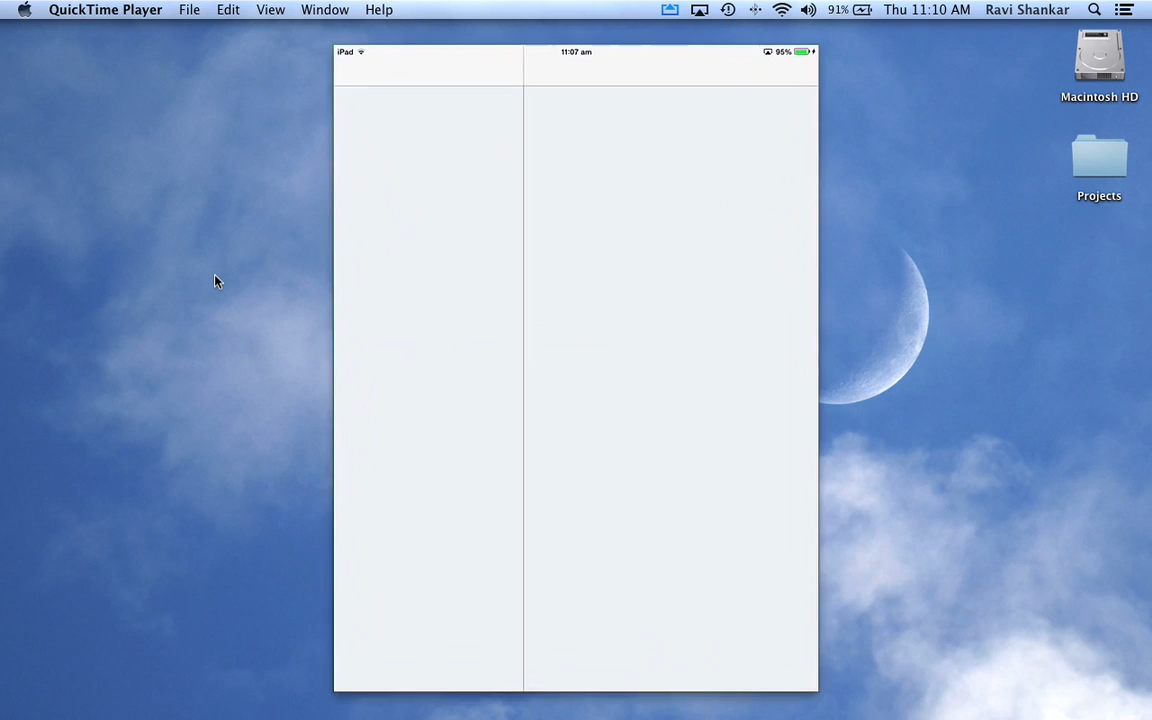 QuickTime Player File Edit View Window Help 91% Thu 11:10 AM Ravi Shankar
iPad 11:07 am 95%
Macintosh HD
Projects